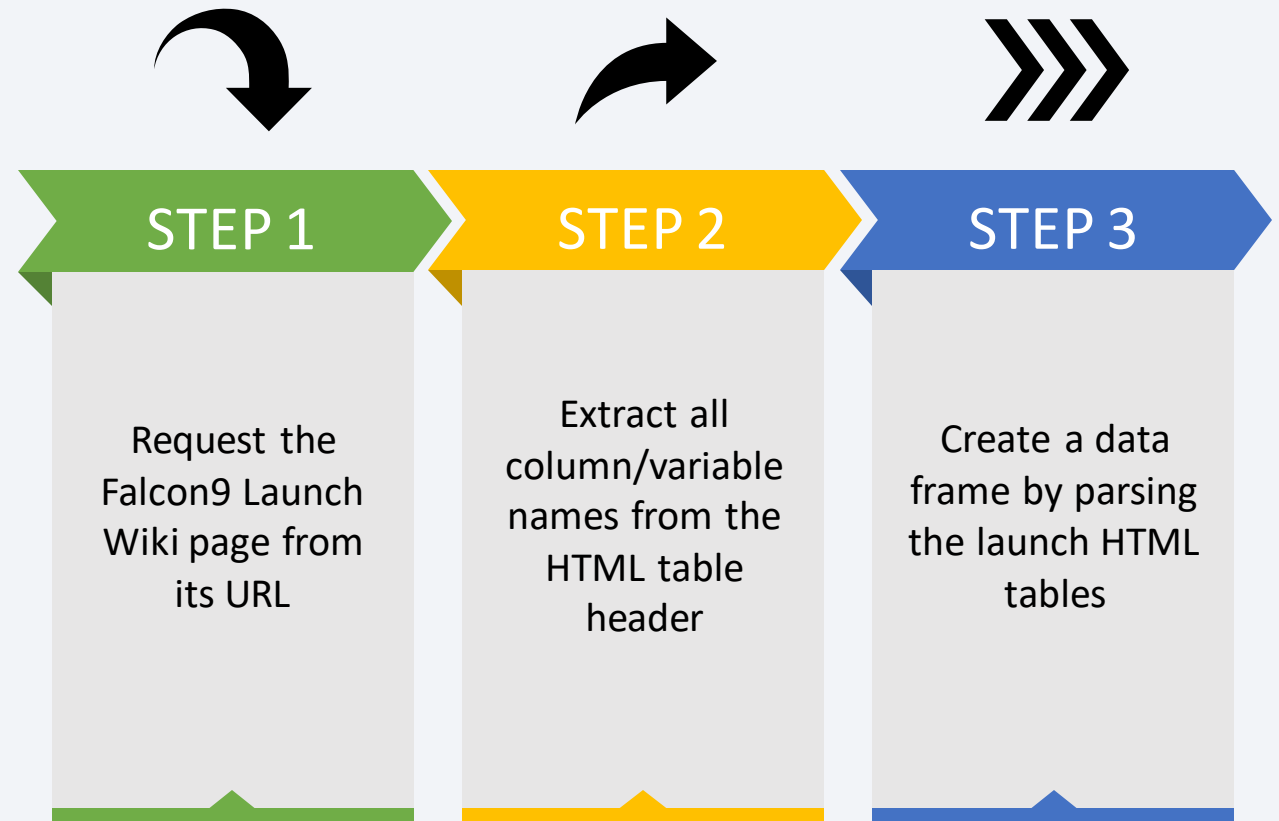 STEP 1
Request the
Falcon9 Launch
Wiki page from
its URL
STEP 2
Extract all
column/variable
names from the
HTML table
header
STEP 3
Create a data
frame by parsing
the launch HTML
tables